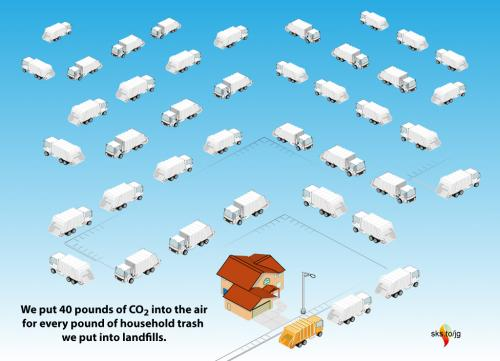 We put 40 pounds of CO₂ into the air
for every pound of household trash
we put into landfills.
sks.to/jg